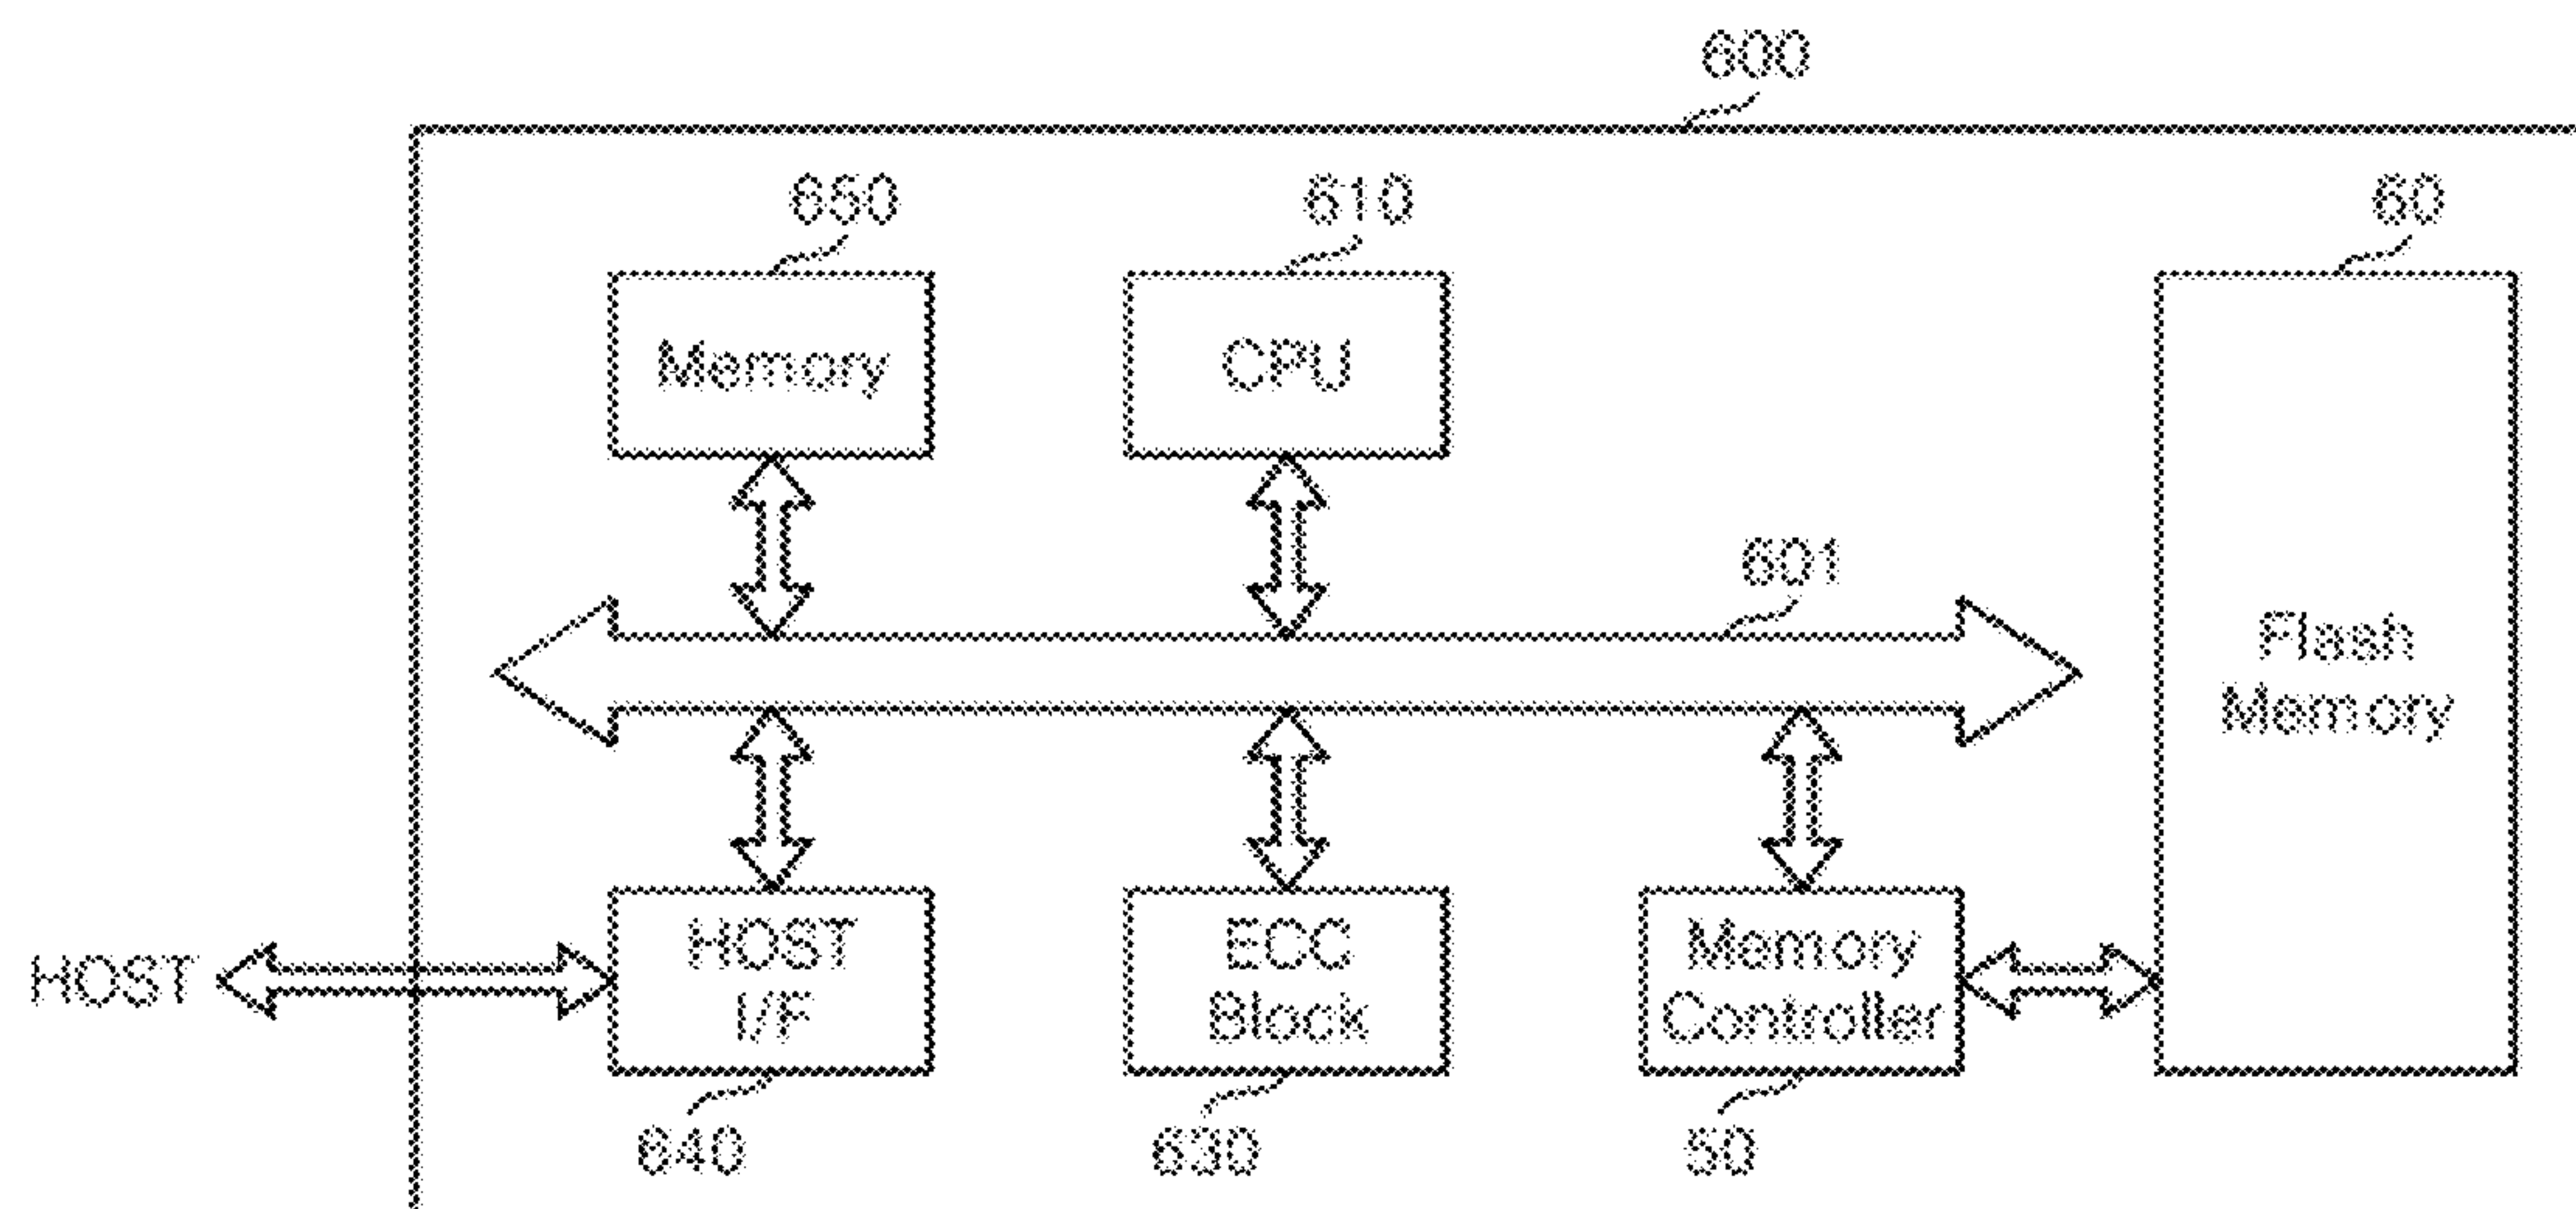 600
650
610
60
Memory
CPU
601
Flash
Memory
HOST
HOST
I/F
ECC
Block
Memory
Controller
640
630
50